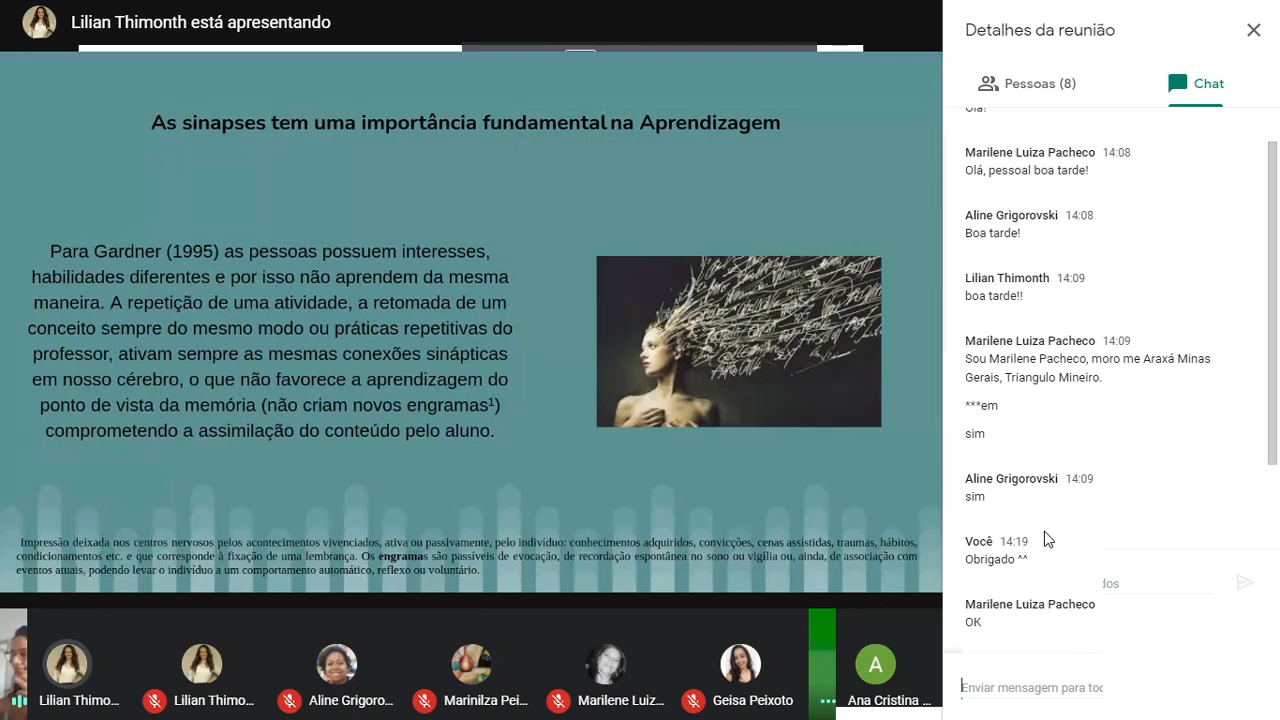 Lilian Thimonth está apresentando
As sinapses tem uma importância fundamental na Aprendizagem
Para Gardner (1995) as pessoas possuem interesses,
habilidades diferentes e por isso não aprendem da mesma
maneira. A repetição de uma atividade, a retomada de um
conceito sempre do mesmo modo ou práticas repetitivas do
professor, ativam sempre as mesmas conexões sinápticas
em nosso cérebro, o que não favorece a aprendizagem do
ponto de vista da memória (não criam novos engramas¹)
comprometendo a assimilação do conteúdo pelo aluno.
Impressão deixada nos centros nervosos pelos acontecimentos vivenciados, ativa ou passivamente, pelo indivíduo: conhecimentos adquiridos, convicções, cenas assistidas, traumas, hábitos,
condicionamentos etc. e que corresponde à fixação de uma lembrança. Os engramas são passíveis de evocação, de recordação espontânea no sono ou vigília ou, ainda, de associação com
eventos atuais, podendo levar o indivíduo a um comportamento automático, reflexo ou voluntário.
Lilian Thimo...
Lilian Thimo...
Aline Grigoro...
Marinilza Pei...
Marilene Luiz...
Geisa Peixoto
A
Ana Cristina ...
Detalhes da reunião
Pessoas (8)
Chat
Olá!
Marilene Luiza Pacheco 14:08
Olá, pessoal boa tarde!
Aline Grigorovski 14:08
Boa tarde!
Lilian Thimonth 14:09
boa tarde!!
Marilene Luiza Pacheco 14:09
Sou Marilene Pacheco, moro me Araxá Minas
Gerais, Triangulo Mineiro.
***em
sim
Aline Grigorovski 14:09
sim
Você 14:19
Obrigado ^^
dos
Marilene Luiza Pacheco
OK
Enviar mensagem para toc